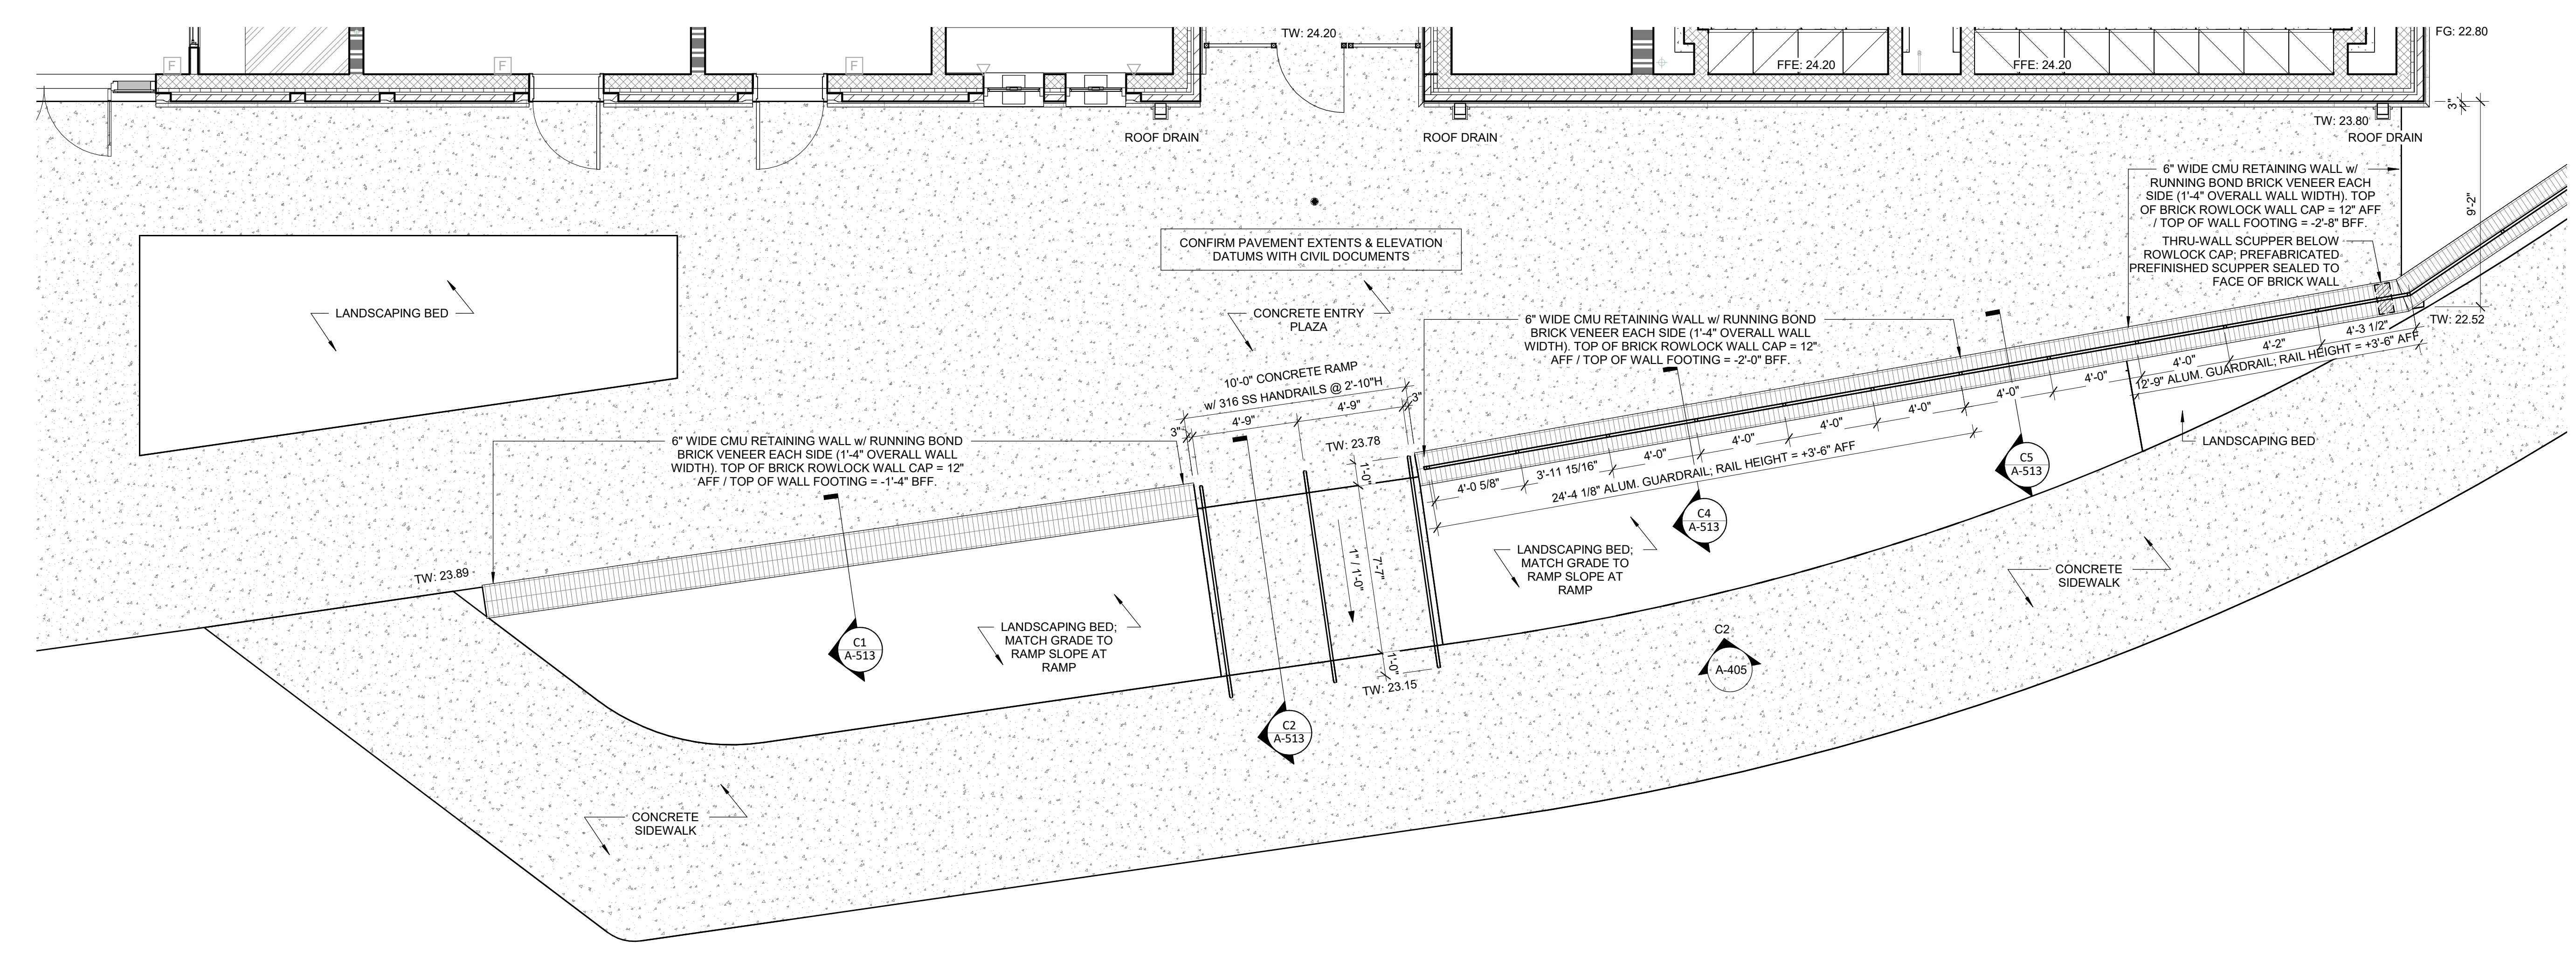 TW: 24.20
FG: 22.80
F
F
F
FFE: 24.20
FFE: 24.20
3"
TW: 23.80
ROOF DRAIN
ROOF DRAIN
ROOF DRAIN
6" WIDE CMU RETAINING WALL w/
RUNNING BOND BRICK VENEER EACH
SIDE (1'-4" OVERALL WALL WIDTH). TOP
OF BRICK ROWLOCK WALL CAP = 12" AFF
/ TOP OF WALL FOOTING = -2'-8" BFF.
9'-2"
THRU-WALL SCUPPER BELOW
ROWLOCK CAP; PREFABRICATED
PREFINISHED SCUPPER SEALED TO
FACE OF BRICK WALL
CONFIRM PAVEMENT EXTENTS & ELEVATION
DATUMS WITH CIVIL DOCUMENTS
LANDSCAPING BED
CONCRETE ENTRY
PLAZA
6" WIDE CMU RETAINING WALL w/ RUNNING BOND
BRICK VENEER EACH SIDE (1'-4" OVERALL WALL
WIDTH). TOP OF BRICK ROWLOCK WALL CAP = 12"
AFF / TOP OF WALL FOOTING = -2'-0" BFF.
TW: 22.52
4'-3 1/2"
4'-2"
4'-0"
12'-9" ALUM. GUARDRAIL; RAIL HEIGHT = +3'-6" AFF
10'-0" CONCRETE RAMP
w/ 316 SS HANDRAILS @ 2'-10"H
3"
4'-9"
4'-9"
3"
4'-0"
4'-0"
4'-0"
4'-0"
4'-0"
4'-0"
3'-11 15/16"
4'-0 5/8"
24'-4 1/8" ALUM. GUARDRAIL; RAIL HEIGHT = +3'-6" AFF
6" WIDE CMU RETAINING WALL w/ RUNNING BOND
BRICK VENEER EACH SIDE (1'-4" OVERALL WALL
WIDTH). TOP OF BRICK ROWLOCK WALL CAP = 12"
AFF / TOP OF WALL FOOTING = -1'-4" BFF.
TW: 23.78
1'-0"
LANDSCAPING BED
C5
A-513
C4
A-513
TW: 23.89
1" / 1'-0"
7'-7"
LANDSCAPING BED;
MATCH GRADE TO
RAMP SLOPE AT
RAMP
CONCRETE
SIDEWALK
LANDSCAPING BED;
MATCH GRADE TO
RAMP SLOPE AT
RAMP
C1
A-513
1'-0"
TW: 23.15
C2
A-405
C2
A-513
CONCRETE
SIDEWALK